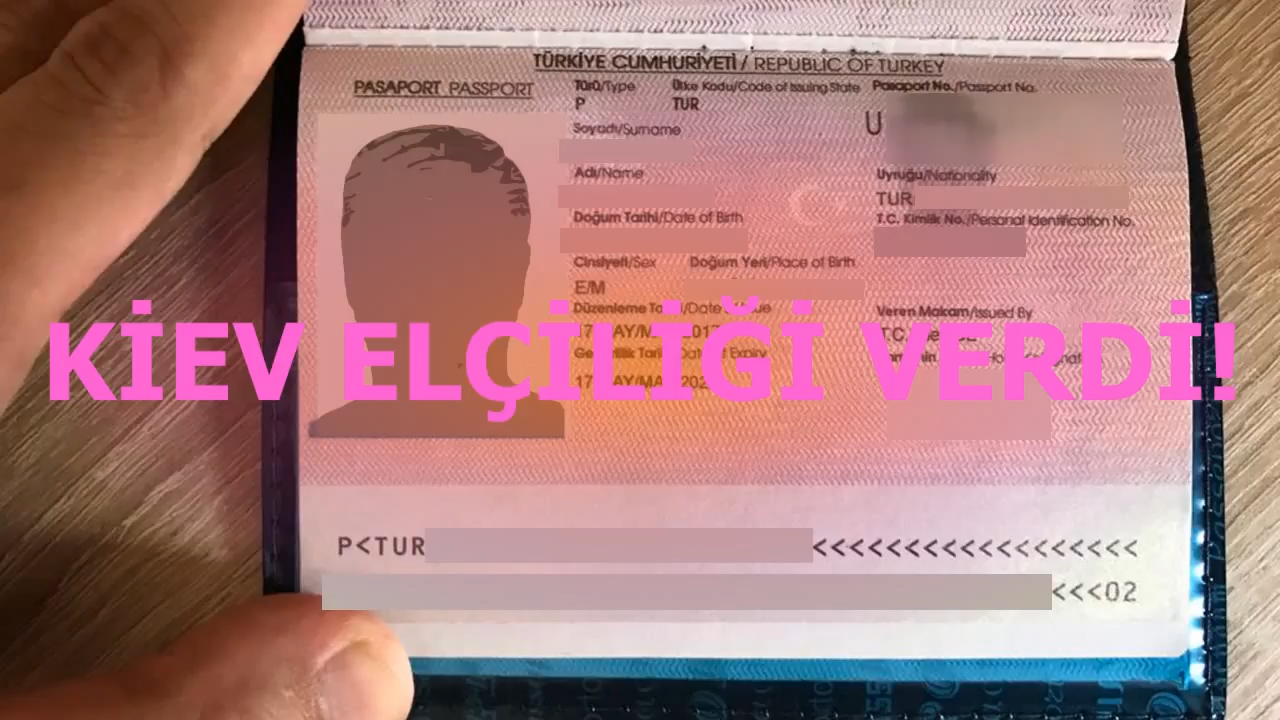 TÜRKİYE CUMHURİYETİ / REPUBLIC OF TURKEY
PASAPORT PASSPORT
Türü/Type Ülke Kodu/Code of Issuing State Pasaport No./Passport No.
P TUR U
Soyadı/Surname
Adı/Name Uyruğu/Nationality
TUR
Doğum Tarihi/Date of Birth T.C. Kimlik No./Personal Identification No.
Cinsiyeti/Sex Doğum Yeri/Place of Birth
E/M
Düzenleme Veren Makam/Issued By
KİEV ELÇİLİĞİ VERDİ!
P<TUR <<<<<<<<<<<<<<<<<<
<<<02